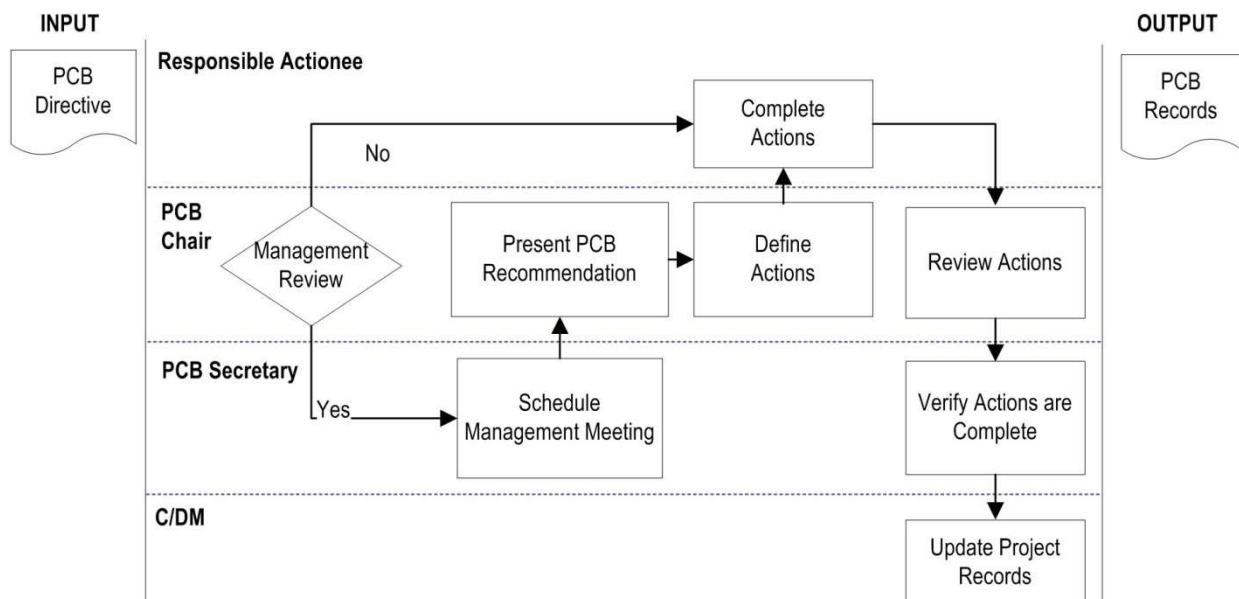 INPUT
OUTPUT
PCB
Directive
Responsible Actionee
PCB
Records
Complete
Actions
No
PCB
Chair
Management
Review
Present PCB
Recommendation
Define
Actions
Review Actions
PCB Secretary
Yes
Schedule
Management Meeting
Verify Actions are
Complete
C/DM
Update Project
Records